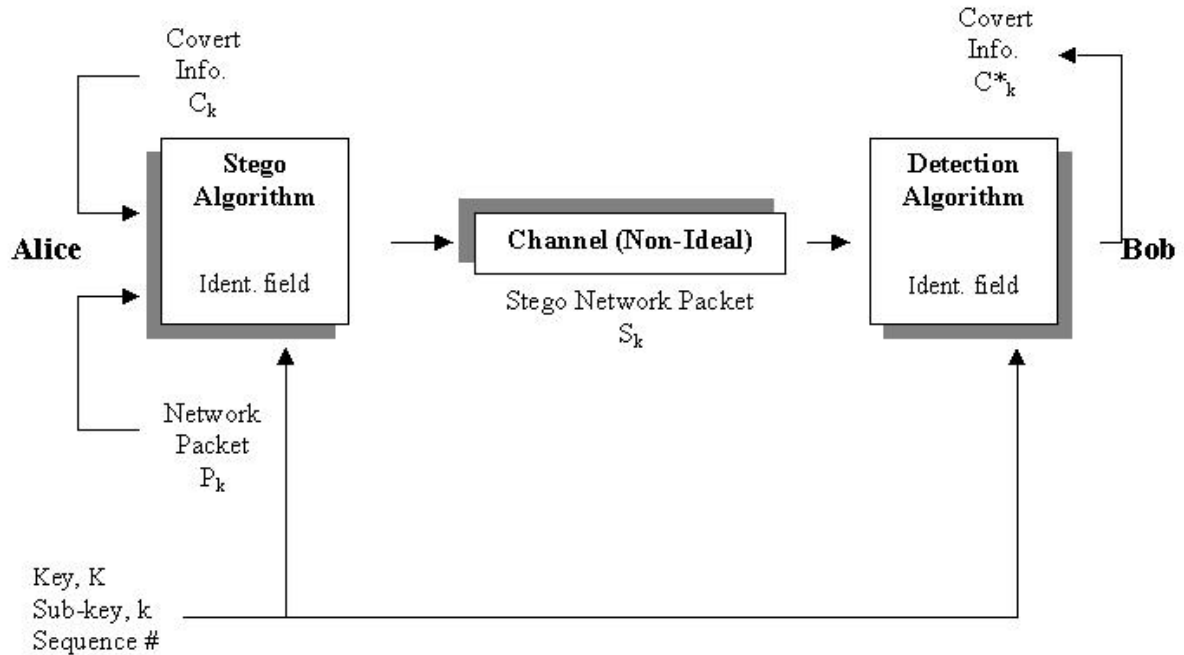 Covert
Info.
Ck
Covert
Info.
C*k
Stego
Algorithm
Ident. field
Detection
Algorithm
Ident. field
Alice
Channel (Non-Ideal)
Bob
Stego Network Packet
Sk
Network
Packet
Pk
Key, K
Sub-key, k
Sequence #